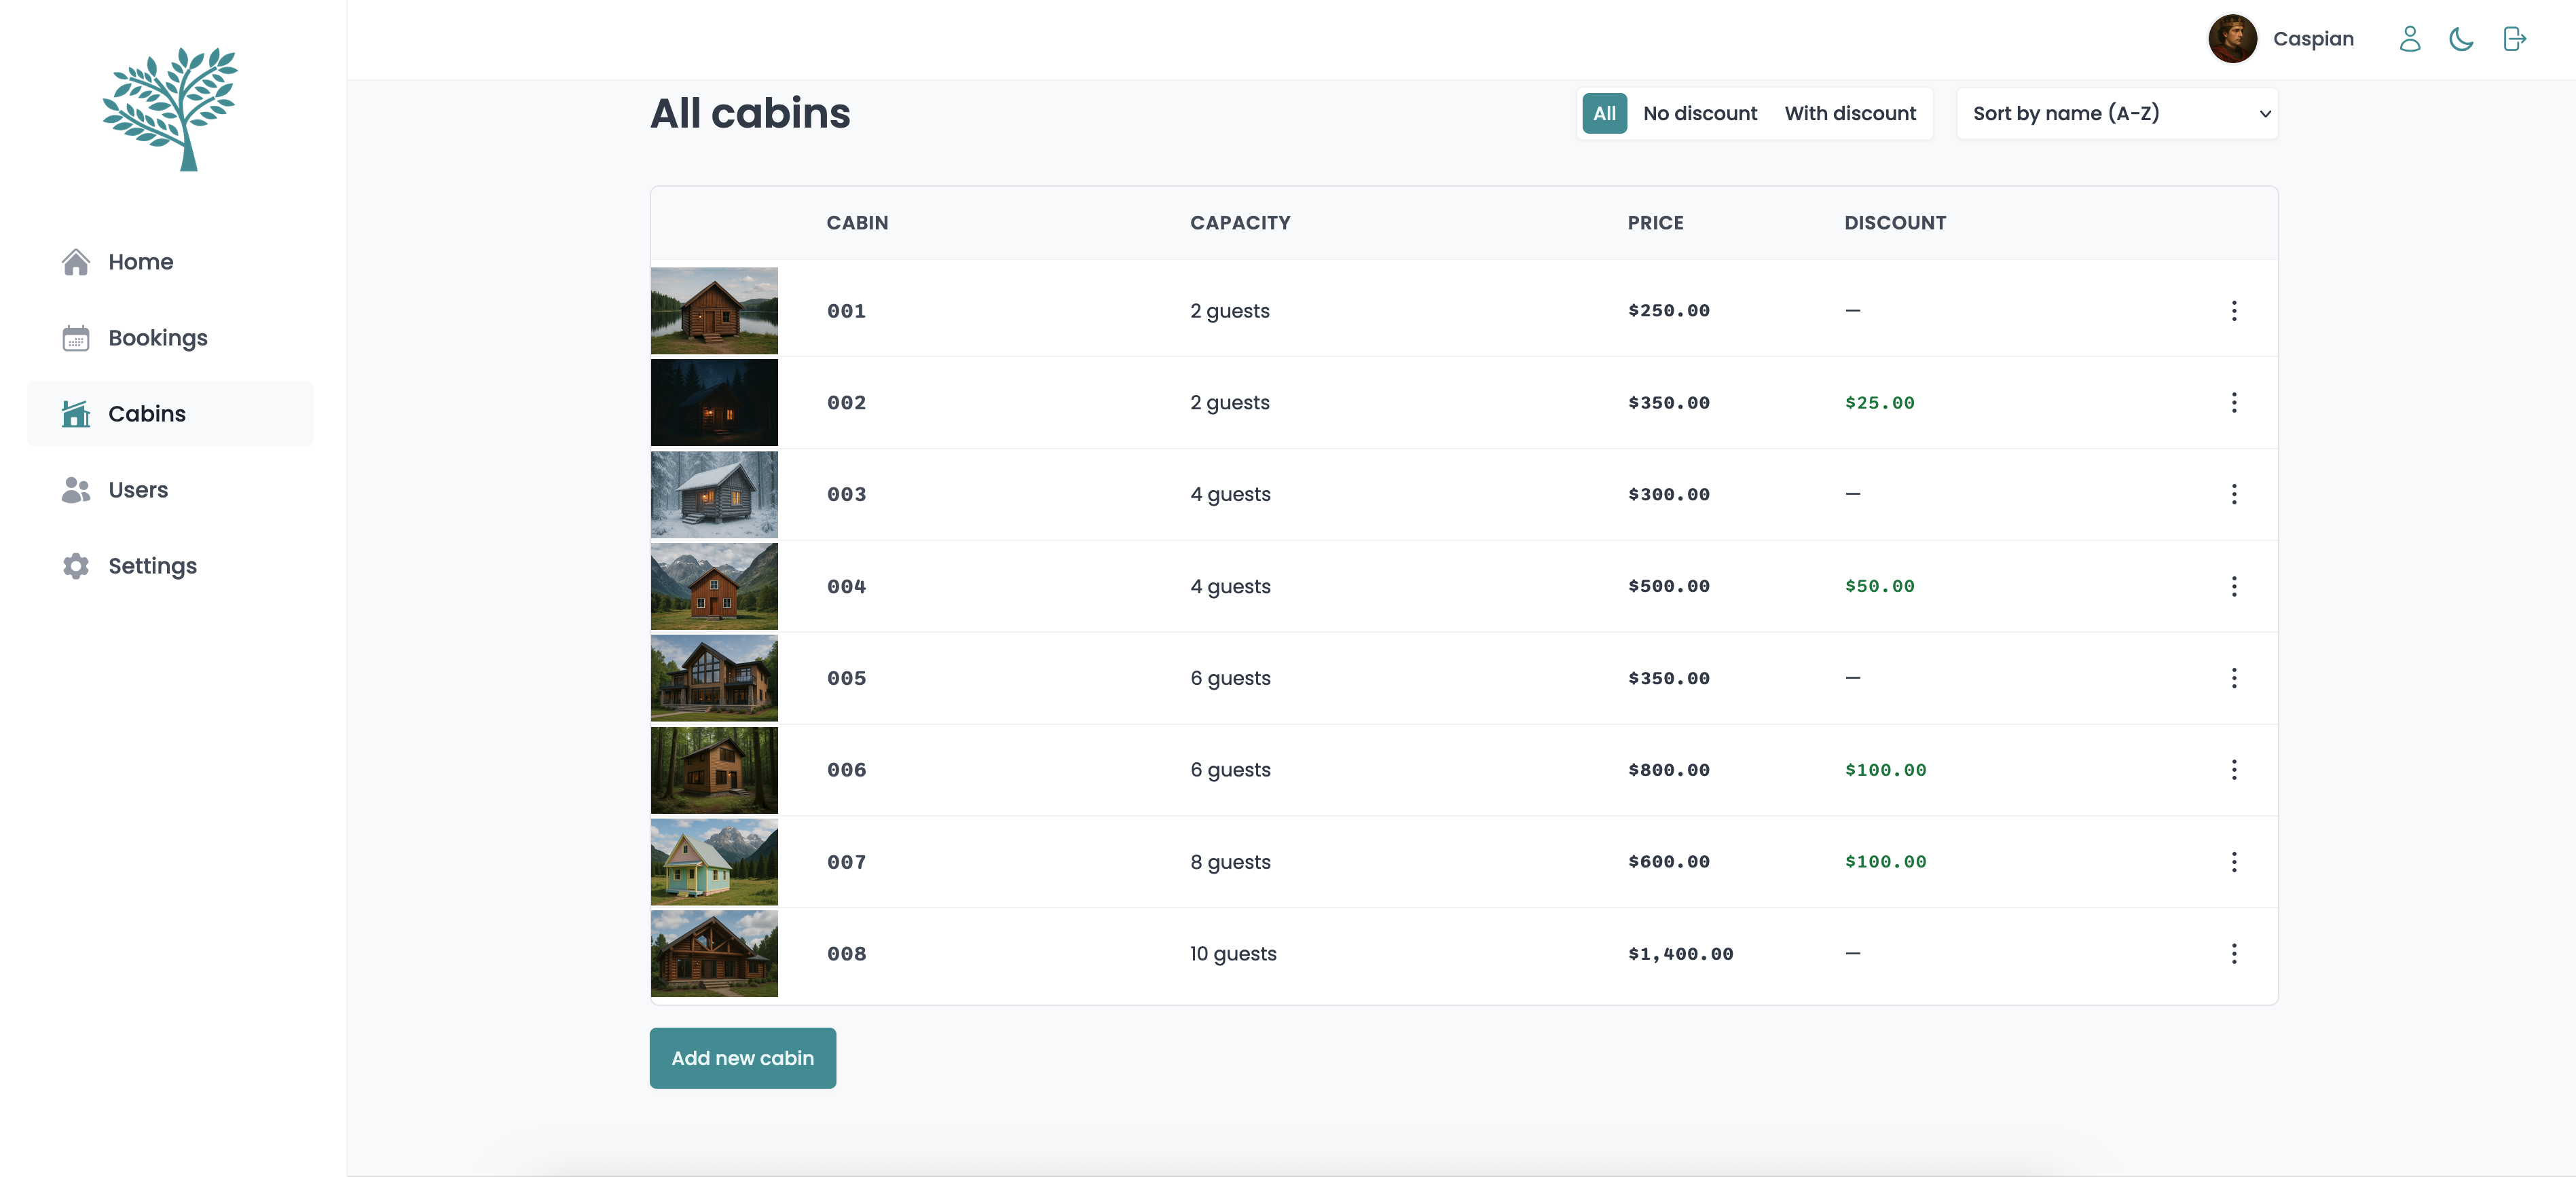 Caspian
Home
Bookings
Cabins
Users
Settings
All cabins
All No discount With discount Sort by name (A-Z)
CABIN CAPACITY PRICE DISCOUNT
001 2 guests $250.00 —
002 2 guests $350.00 $25.00
003 4 guests $300.00 —
004 4 guests $500.00 $50.00
005 6 guests $350.00 —
006 6 guests $800.00 $100.00
007 8 guests $600.00 $100.00
008 10 guests $1,400.00 —
Add new cabin